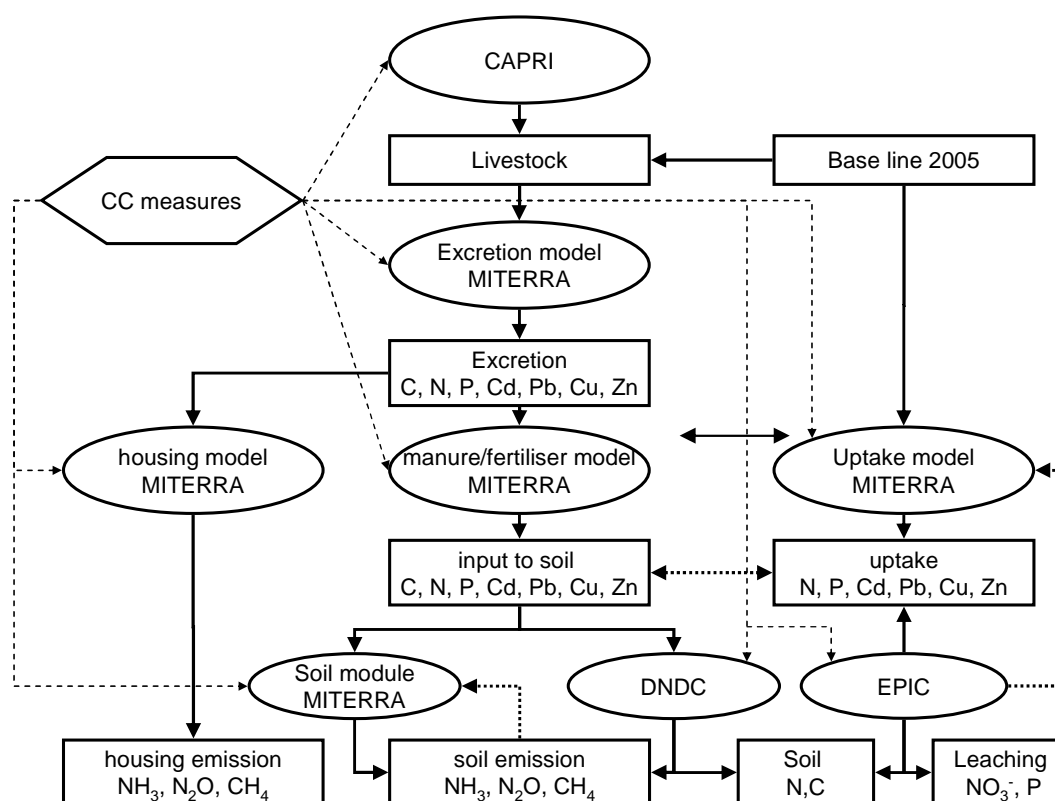 CAPRI
Livestock
Base line 2005
CC measures
Excretion model
MITERRA
Excretion
C, N, P, Cd, Pb, Cu, Zn
housing model
MITERRA
manure/fertiliser model
MITERRA
Uptake model
MITERRA
input to soil
C, N, P, Cd, Pb, Cu, Zn
uptake
N, P, Cd, Pb, Cu, Zn
Soil module
MITERRA
DNDC
EPIC
housing emission
NH₃, N₂O, CH₄
soil emission
NH₃, N₂O, CH₄
Soil
N,C
Leaching
NO₃⁻, P